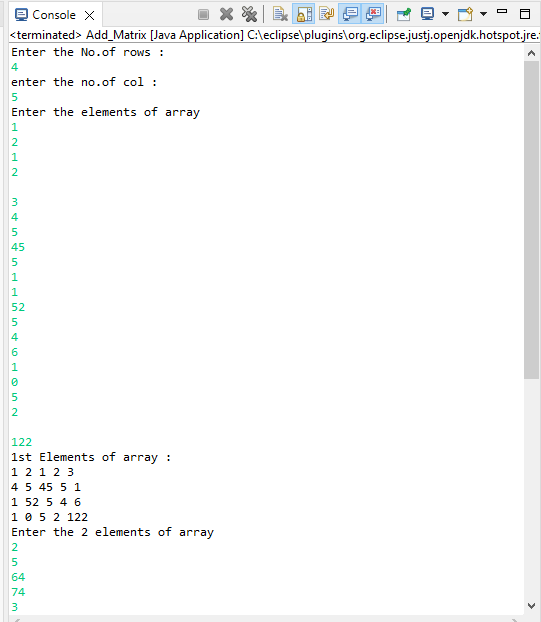 Console
<terminated> Add_Matrix [Java Application] C:\eclipse\plugins\org.eclipse.justj.openjdk.hotspot.jre.
Enter the No.of rows :
4
enter the no.of col :
5
Enter the elements of array
1
2
1
2
3
4
5
45
5
1
1
52
5
4
6
1
0
5
2
122
1st Elements of array :
1 2 1 2 3
4 5 45 5 1
1 52 5 4 6
1 0 5 2 122
Enter the 2 elements of array
2
5
64
74
3